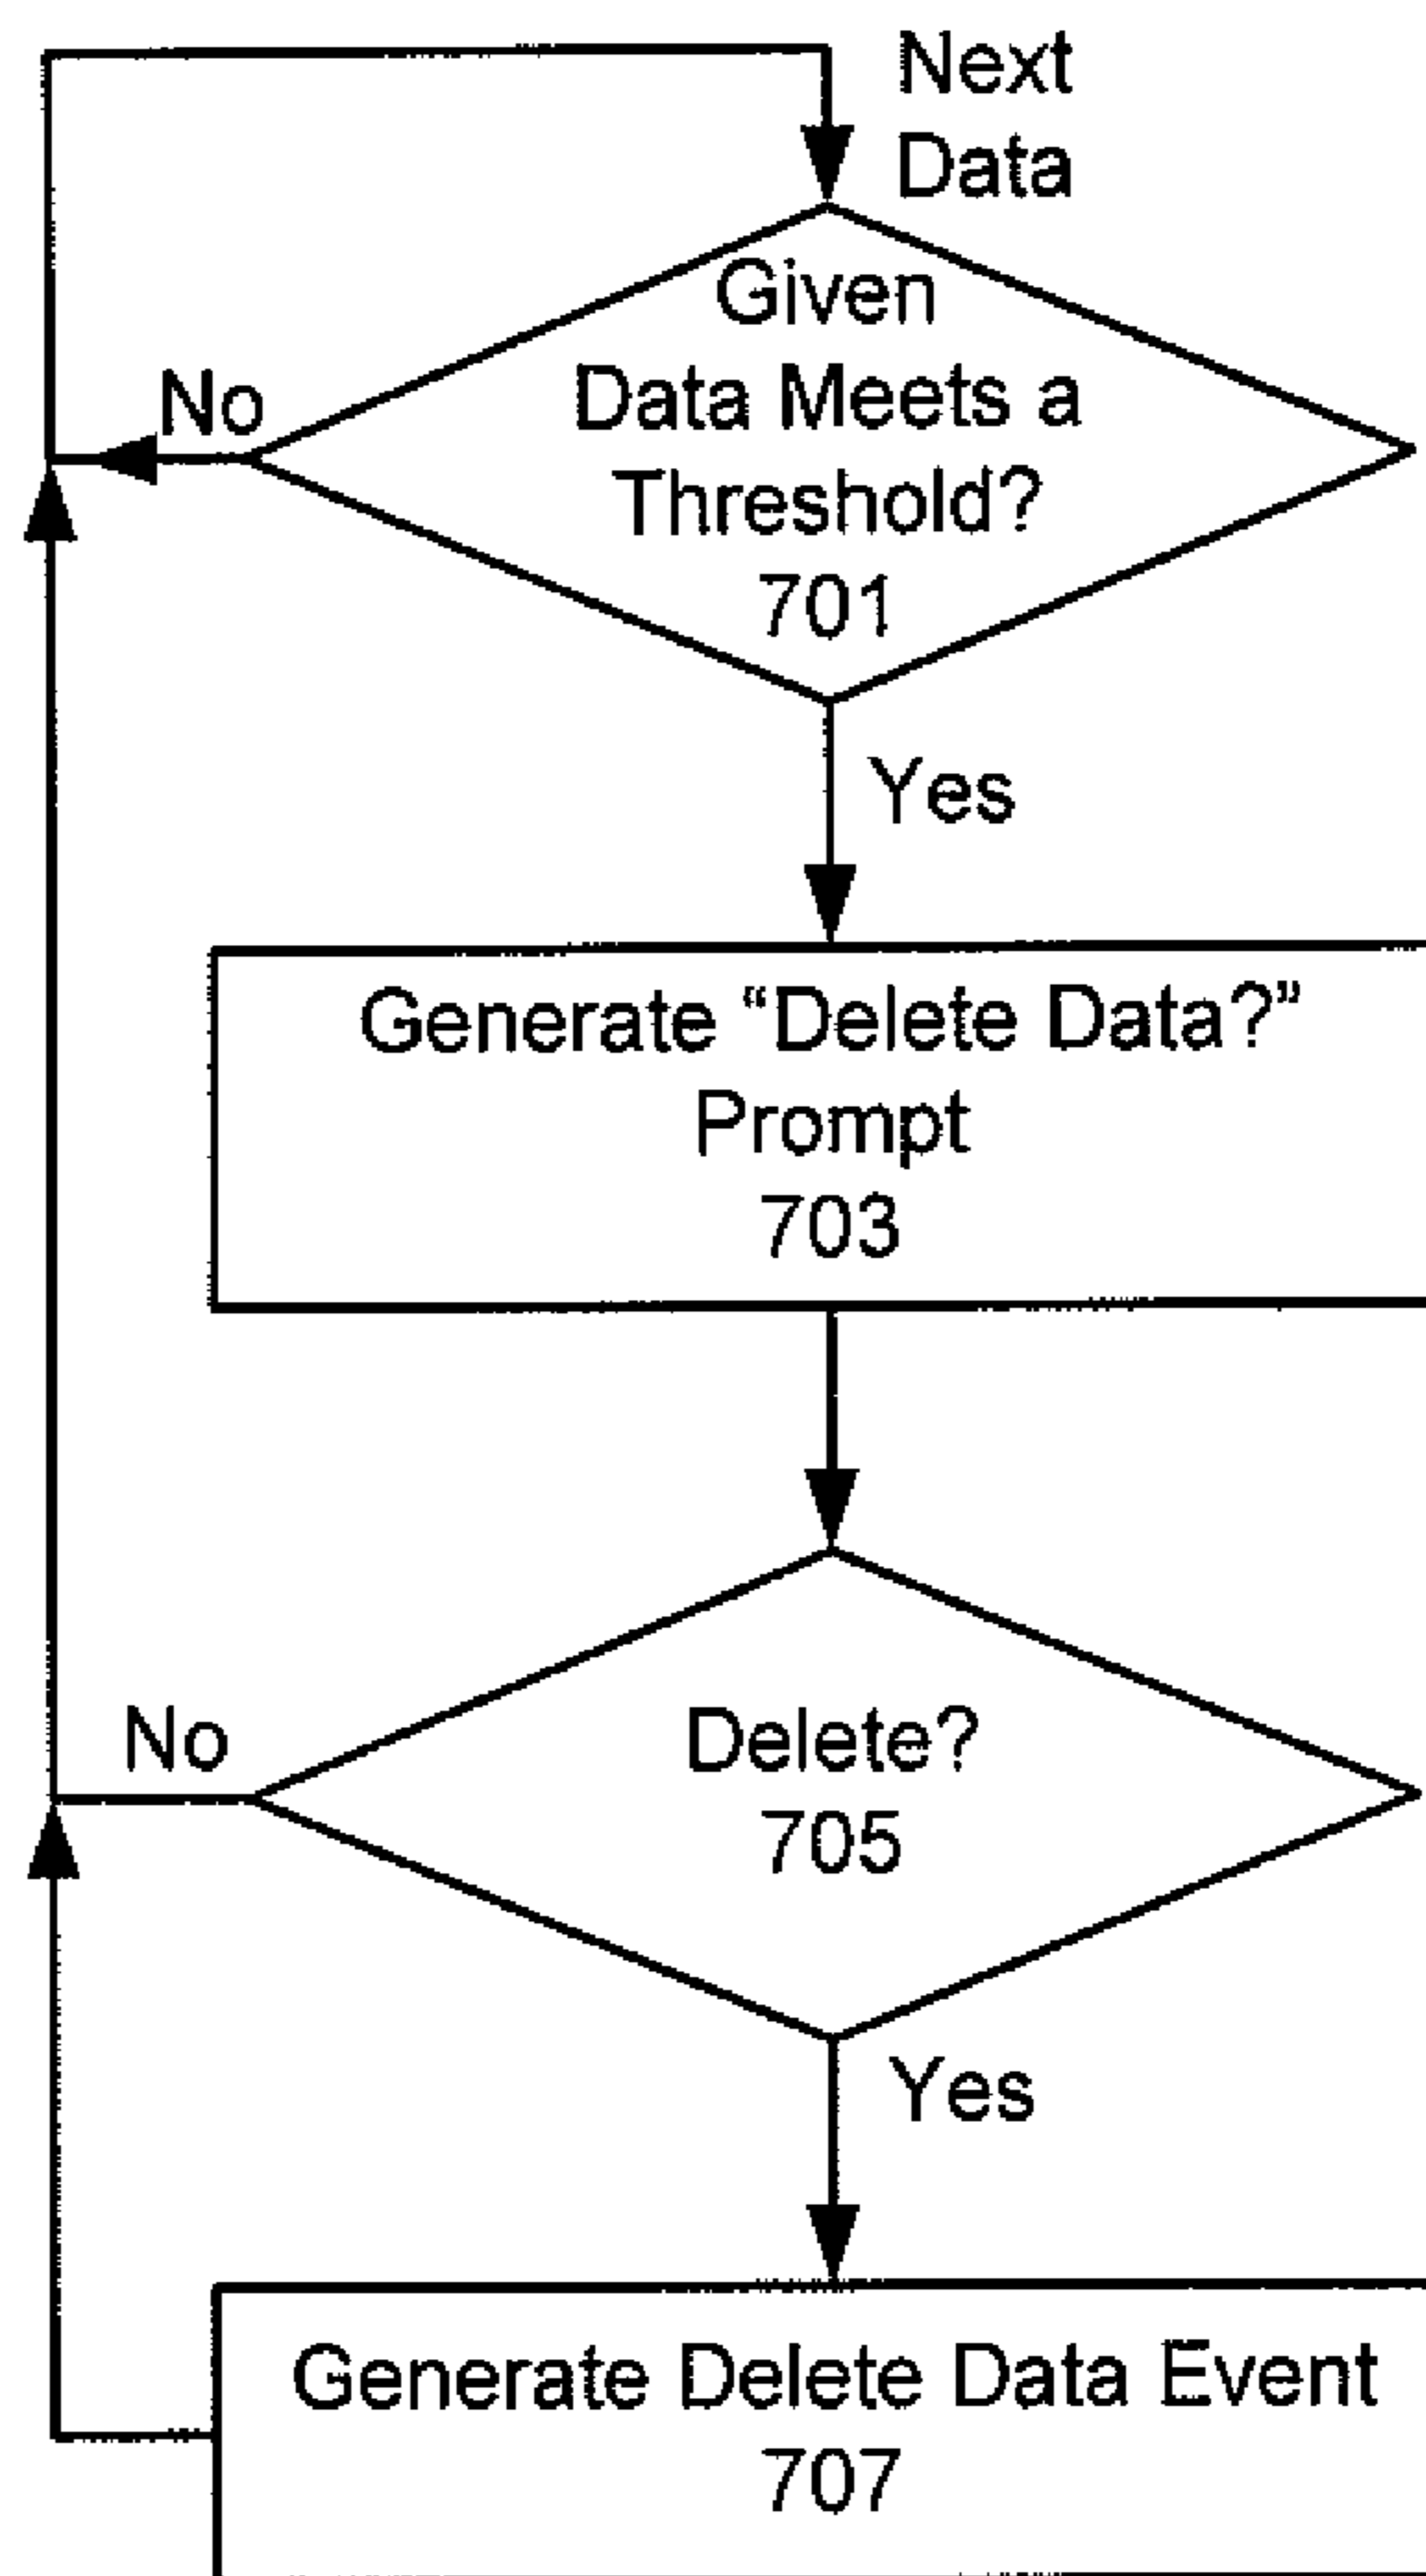 Next
Data
Given
Data Meets a
Threshold?
701
No
Yes
Generate “Delete Data?”
Prompt
703
Delete?
705
No
Yes
Generate Delete Data Event
707